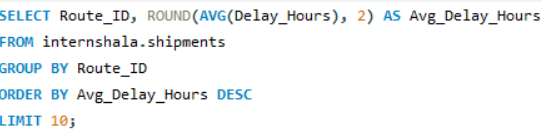 SELECT Route_ID, ROUND(AVG(Delay_Hours), 2) AS Avg_Delay_Hours
FROM internshala.shipments
GROUP BY Route_ID
ORDER BY Avg_Delay_Hours DESC
LIMIT 10;